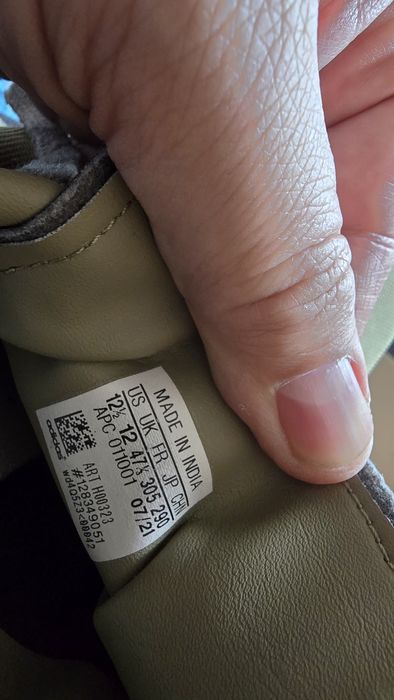 MADE IN INDIA
US UK FR JP CHN
12½ 12 47⅓ 305 290
APC 011001 07/21
adidas
ART H00323
#128349051